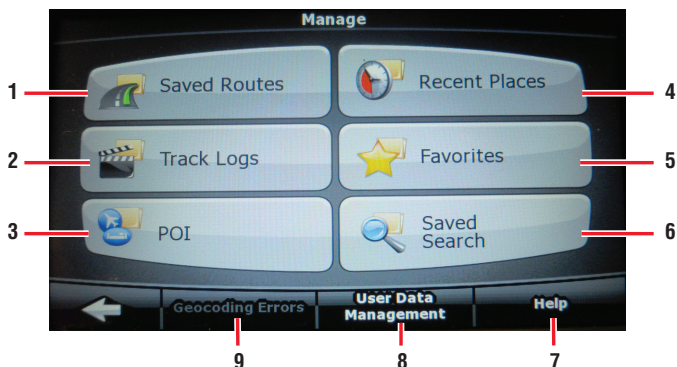 Manage
1
Saved Routes
Recent Places
4
2
Track Logs
Favorites
5
3
POI
Saved
Search
6
Geocoding Errors
User Data
Management
Help
9
8
7